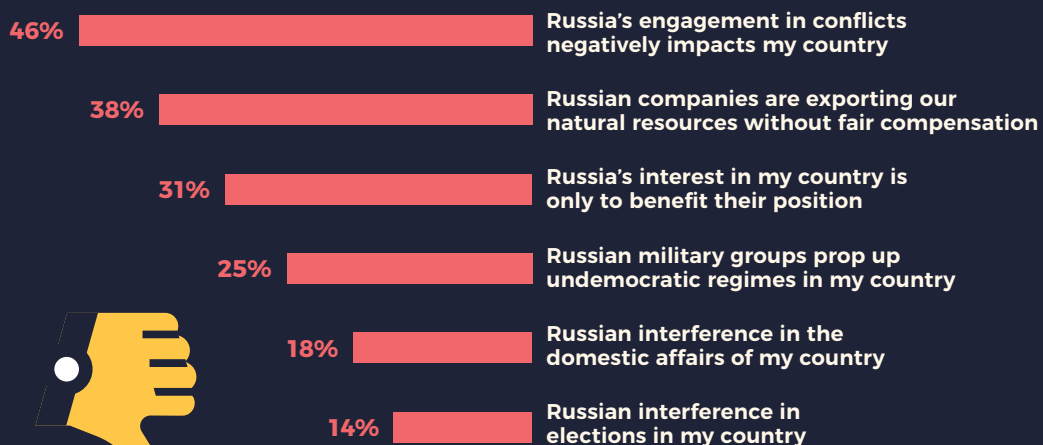 46%
Russia's engagement in conflicts
negatively impacts my country
38%
Russian companies are exporting our
natural resources without fair compensation
31%
Russia's interest in my country is
only to benefit their position
25%
Russian military groups prop up
undemocratic regimes in my country
18%
Russian interference in the
domestic affairs of my country
14%
Russian interference in
elections in my country